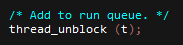 /* Add to run queue. */
thread_unblock (t);